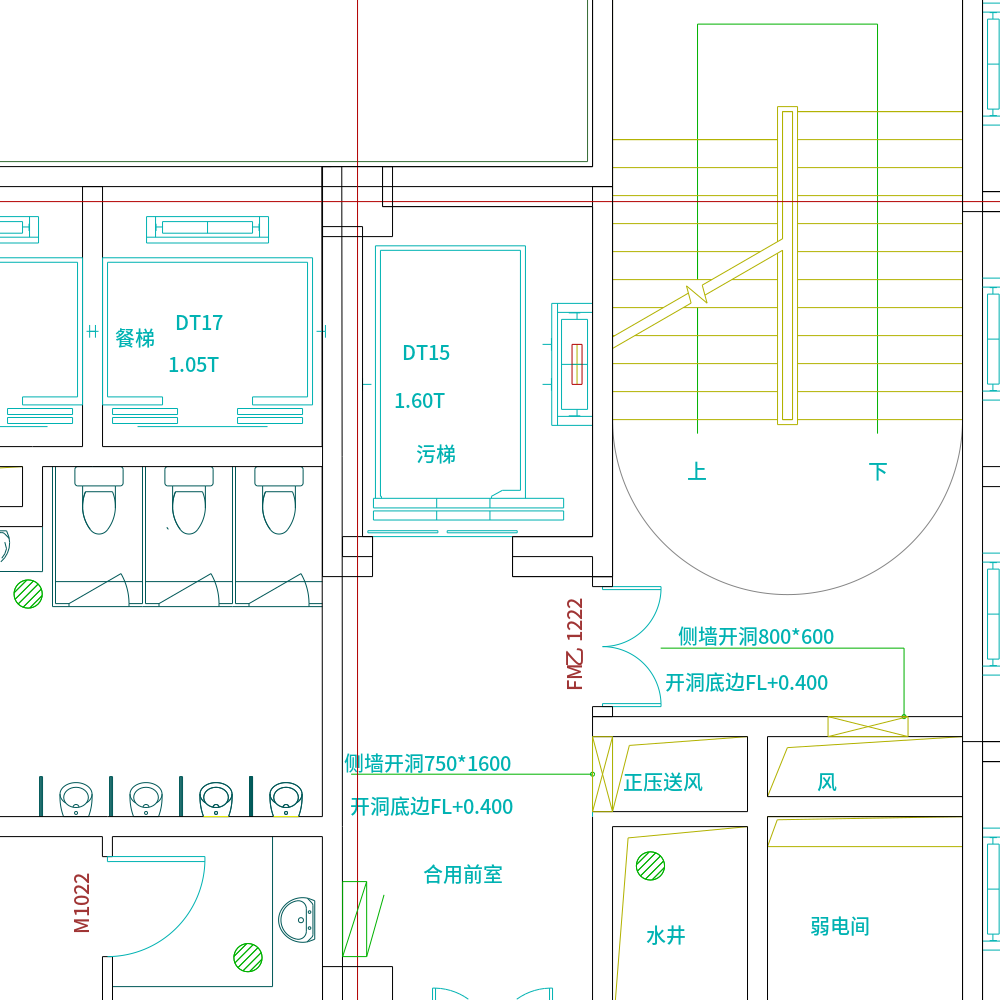 DT17
餐梯
1.05T
DT15
1.60T
污梯
上
下
FM乙 1222
侧墙开洞800*600
开洞底边FL+0.400
侧墙开洞750*1600
开洞底边FL+0.400
正压送风
风
合用前室
M1022
水井
弱电间